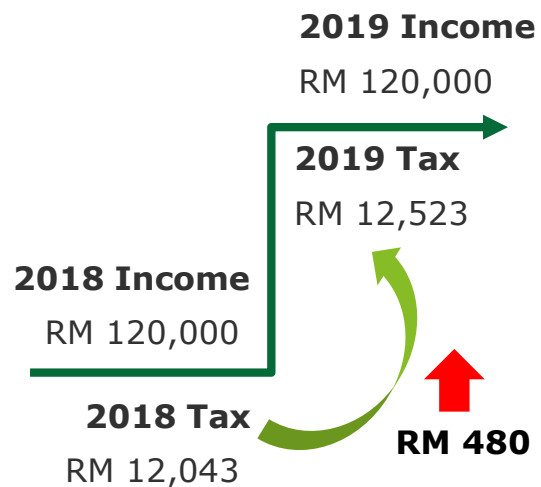 2019 Income
RM 120,000
2019 Tax
RM 12,523
2018 Income
RM 120,000
2018 Tax
RM 12,043
RM 480